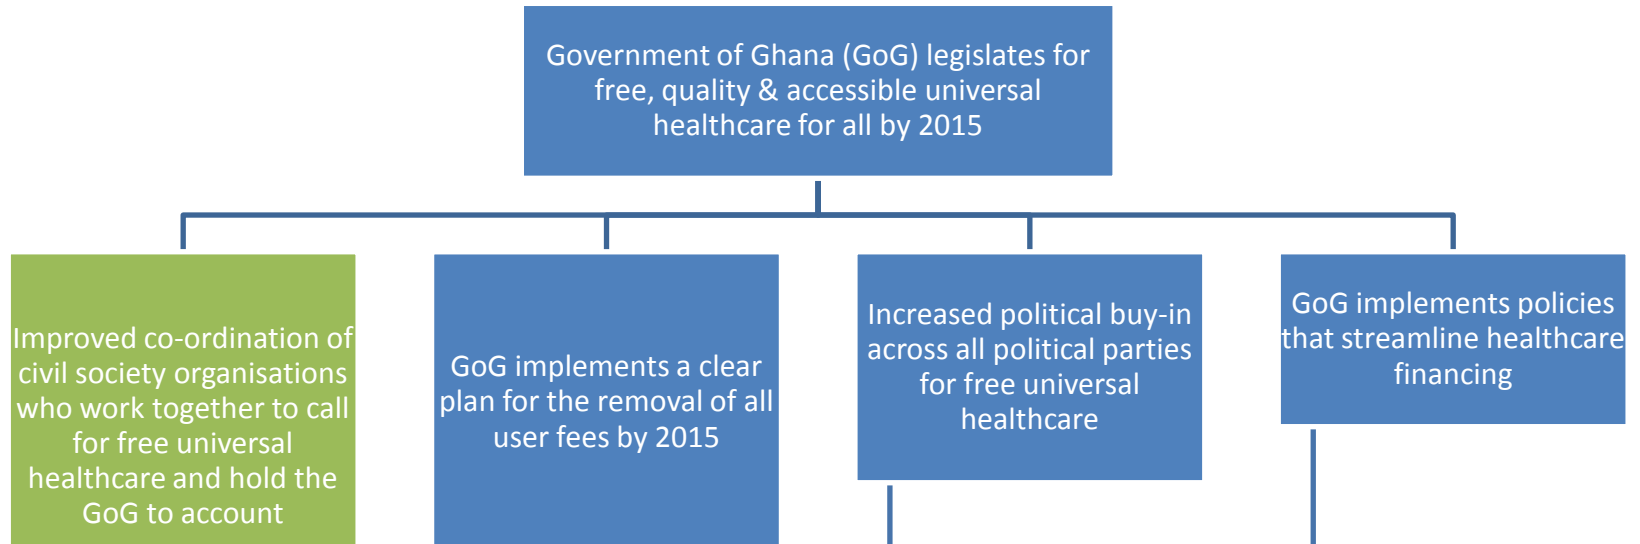 Government of Ghana (GoG) legislates for
free, quality & accessible universal
healthcare for all by 2015
Improved co-ordination of
civil society organisations
who work together to call
for free universal
healthcare and hold the
GoG to account
GoG implements a clear
plan for the removal of all
user fees by 2015
Increased political buy-in
across all political parties
for free universal
healthcare
GoG implements policies
that streamline healthcare
financing